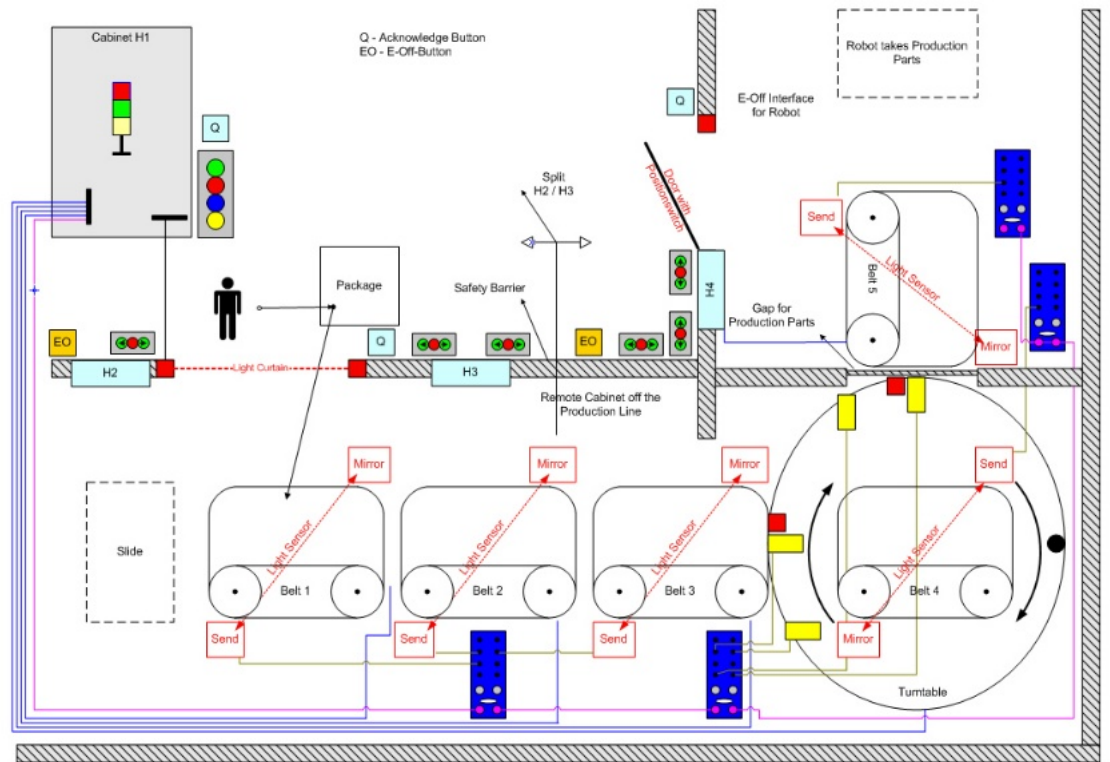 Cabinet H1
Q - Acknowledge Button
EO - E-Off-Button
Robot takes Production
Parts
Q
E-Off Interface
for Robot
Q
Door with
Positionswitch
Split
H2 / H3
Send
Belt 5
Light Sensor
Mirror
Package
Safety Barrier
H4
Gap for
Production Parts
EO
Q
EO
H2
Light Curtain
H3
Remote Cabinet off the
Production Line
Mirror
Mirror
Mirror
Send
Slide
Light Sensor
Light Sensor
Light Sensor
Light Sensor
Belt 1
Belt 2
Belt 3
Belt 4
Send
Send
Send
Mirror
Turntable